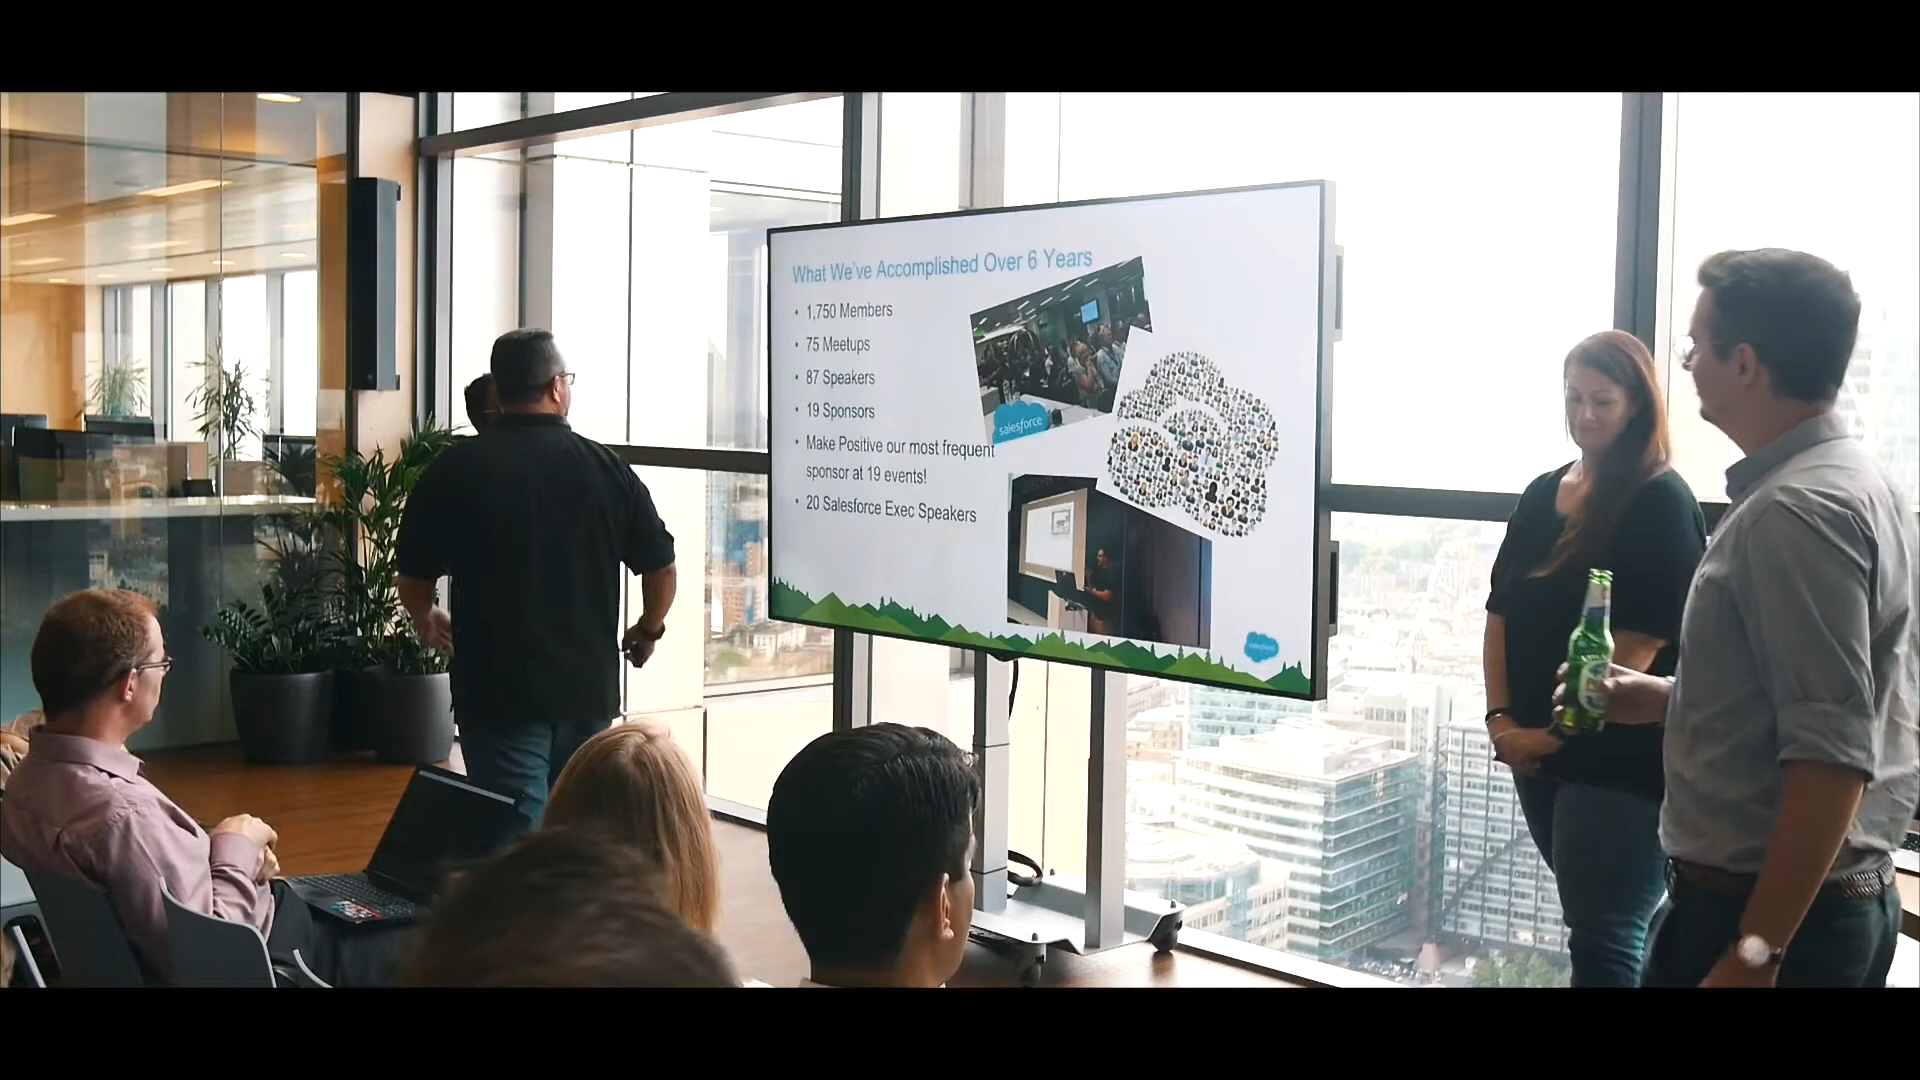 What We've Accomplished Over 6 Years
• 1,750 Members
• 75 Meetups
• 87 Speakers
• 19 Sponsors
• Make Positive our most frequent
sponsor at 19 events!
• 20 Salesforce Exec Speakers
salesforce
salesforce